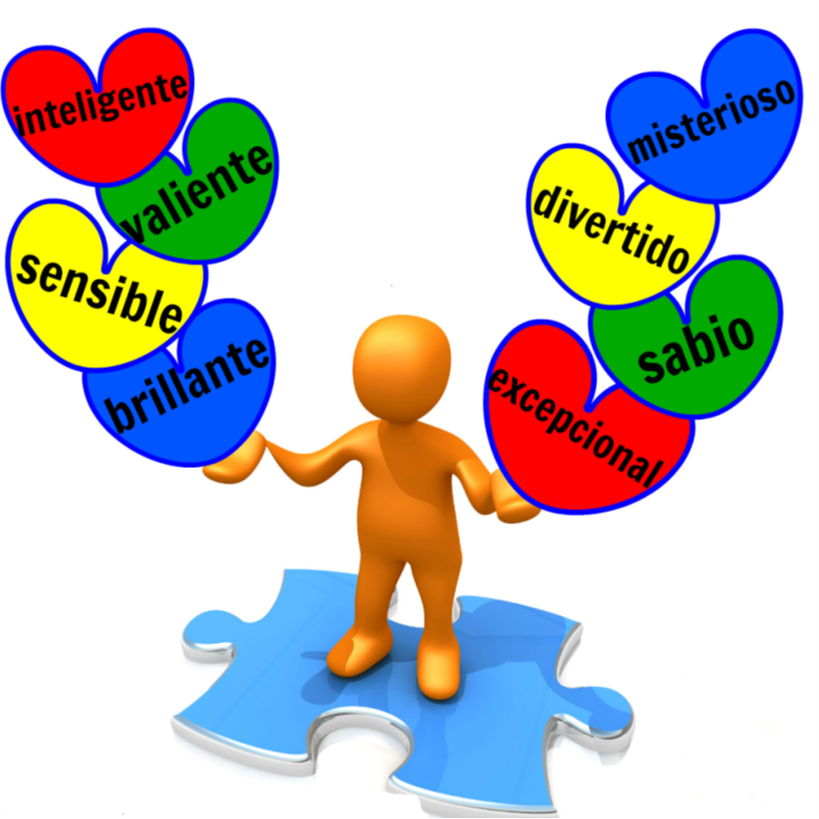 inteligente
valiente
sensible
brillante
misterioso
divertido
sabio
excepcional